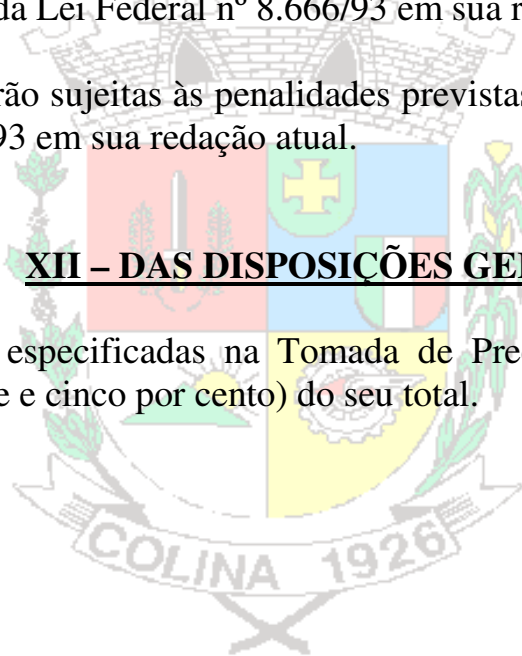 da Lei Federal nº 8.666/93 em sua r
rão sujeitas às penalidades previstas
93 em sua redação atual.
XII – DAS DISPOSIÇÕES GE
especificadas na Tomada de Pre
e e cinco por cento) do seu total.
COLINA 1926